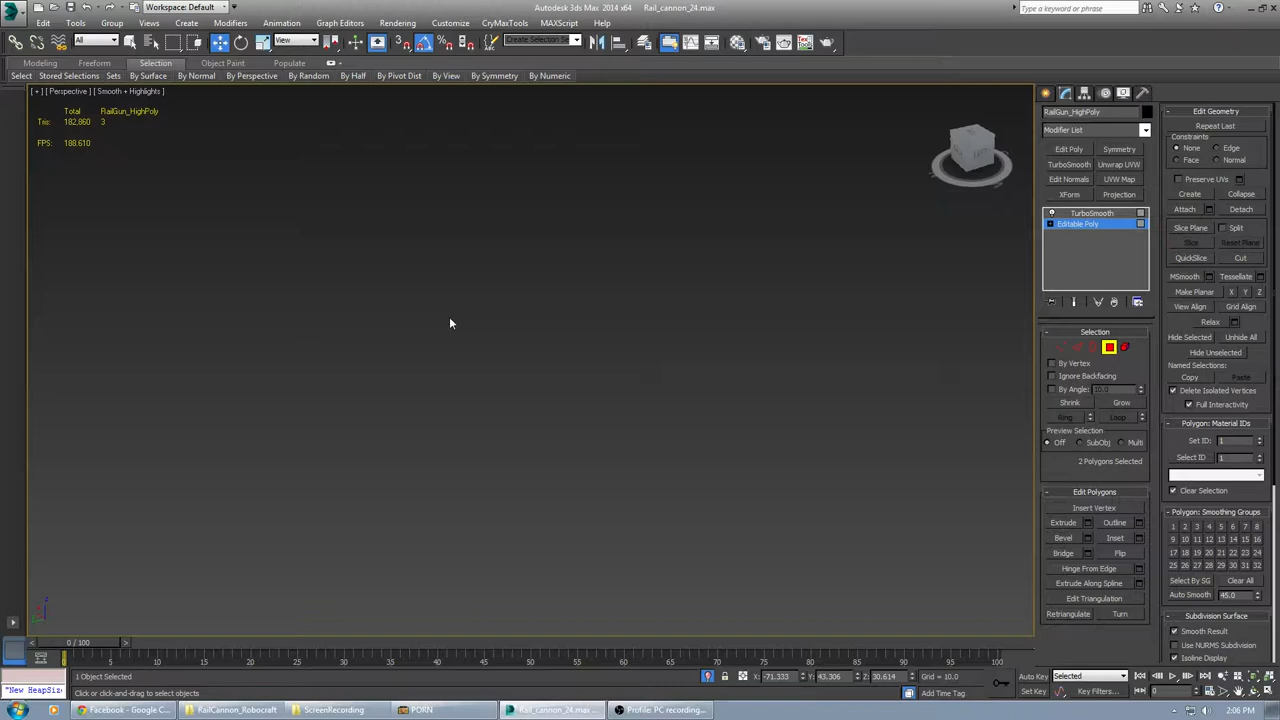 Workspace: Default
Autodesk 3ds Max 2014 x64 Rail_cannon_24.max
Type a keyword or phrase
Edit Tools Group Views Create Modifiers Animation Graph Editors Rendering Customize CryMaxTools MAXScript Help
All View Create Selection Se
Modeling Freeform Selection Object Paint Populate
Select Stored Selections Sets By Surface By Normal By Perspective By Random By Half By Pivot Dist By View By Symmetry By Numeric
[ + ] [ Perspective ] [ Smooth + Highlights ]
Total RailGun_HighPoly
Tris: 182,860 3
FPS: 188.610
RailGun_HighPoly
Modifier List
Edit Poly Symmetry
TurboSmooth Unwrap UVW
Edit Normals UVW Map
XForm Projection
TurboSmooth
Editable Poly
Selection
By Vertex
Ignore Backfacing
By Angle: 10.0
Shrink Grow
Ring Loop
Preview Selection
Off SubObj Multi
2 Polygons Selected
Edit Polygons
Insert Vertex
Extrude Outline
Bevel Inset
Bridge Flip
Hinge From Edge
Extrude Along Spline
Edit Triangulation
Retriangulate Turn
Edit Geometry
Repeat Last
Constraints
None Edge
Face Normal
Preserve UVs
Create Collapse
Attach Detach
Slice Plane Split
Slice Reset Plane
QuickSlice Cut
MSmooth Tessellate
Make Planar X Y Z
View Align Grid Align
Relax
Hide Selected Unhide All
Hide Unselected
Named Selections:
Copy Paste
Delete Isolated Vertices
Full Interactivity
Polygon: Material IDs
Set ID: 1
Select ID 1
Clear Selection
Polygon: Smoothing Groups
1 2 3 4 5 6 7 8
9 10 11 12 13 14 15 16
17 18 19 20 21 22 23 24
25 26 27 28 29 30 31 32
Select By SG Clear All
Auto Smooth 45.0
Subdivision Surface
Smooth Result
Use NURMS Subdivision
Isoline Display
0 / 100
5 10 15 20 25 30 35 40 45 50 55 60 65 70 75 80 85 90 95 100
1 Object Selected X: -71.333 Y: 43.306 Z: 30.614 Grid = 10.0 Auto Key Selected
"New HeapSize Click or click-and-drag to select objects Add Time Tag Set Key Key Filters... 0
Facebook - Google C... RailCannon_Robocraft ScreenRecording PORN Rail_cannon_24.max ... Profile: PC recording... 2:06 PM